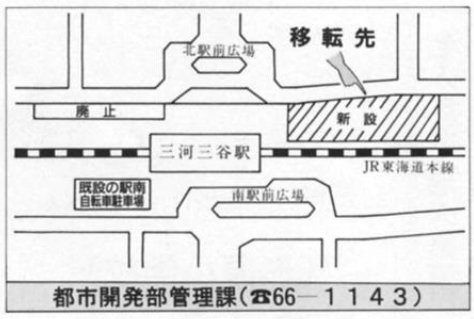 北駅前広場
移転先
廃止
新設
三河三谷駅
JR東海道本線
既設の駅南
自転車駐車場
南駅前広場
都市開発部管理課(☎66—1143)